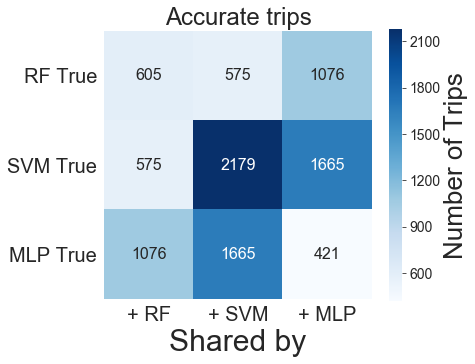 Accurate trips
RF True 605 575 1076
SVM True 575 2179 1665
MLP True 1076 1665 421
+ RF + SVM + MLP
Shared by
2100
1800
1500
1200
900
600
Number of Trips